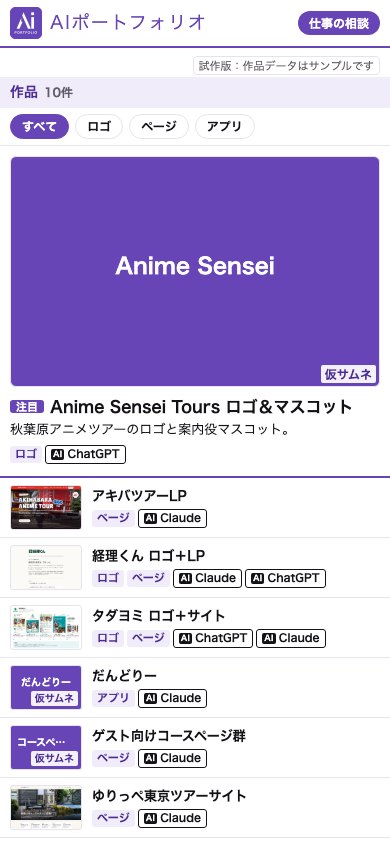 Ai
PORTFOLIO
AIポートフォリオ
仕事の相談
試作版：作品データはサンプルです
作品 10件
すべて ロゴ ページ アプリ
Anime Sensei
仮サムネ
注目 Anime Sensei Tours ロゴ＆マスコット
秋葉原アニメツアーのロゴと案内役マスコット。
ロゴ AI ChatGPT
AKIHABARA
ANIME TOUR
アキバツアーLP
ページ AI Claude
経理くん
経理くん ロゴ+LP
ロゴ ページ AI Claude AI ChatGPT
タダヨミ ロゴ+サイト
ロゴ ページ AI ChatGPT AI Claude
だんどりー
仮サムネ
だんどりー
アプリ AI Claude
コースペ…
仮サムネ
ゲスト向けコースページ群
ページ AI Claude
ゆりっぺ東京ツアーサイト
ページ AI Claude